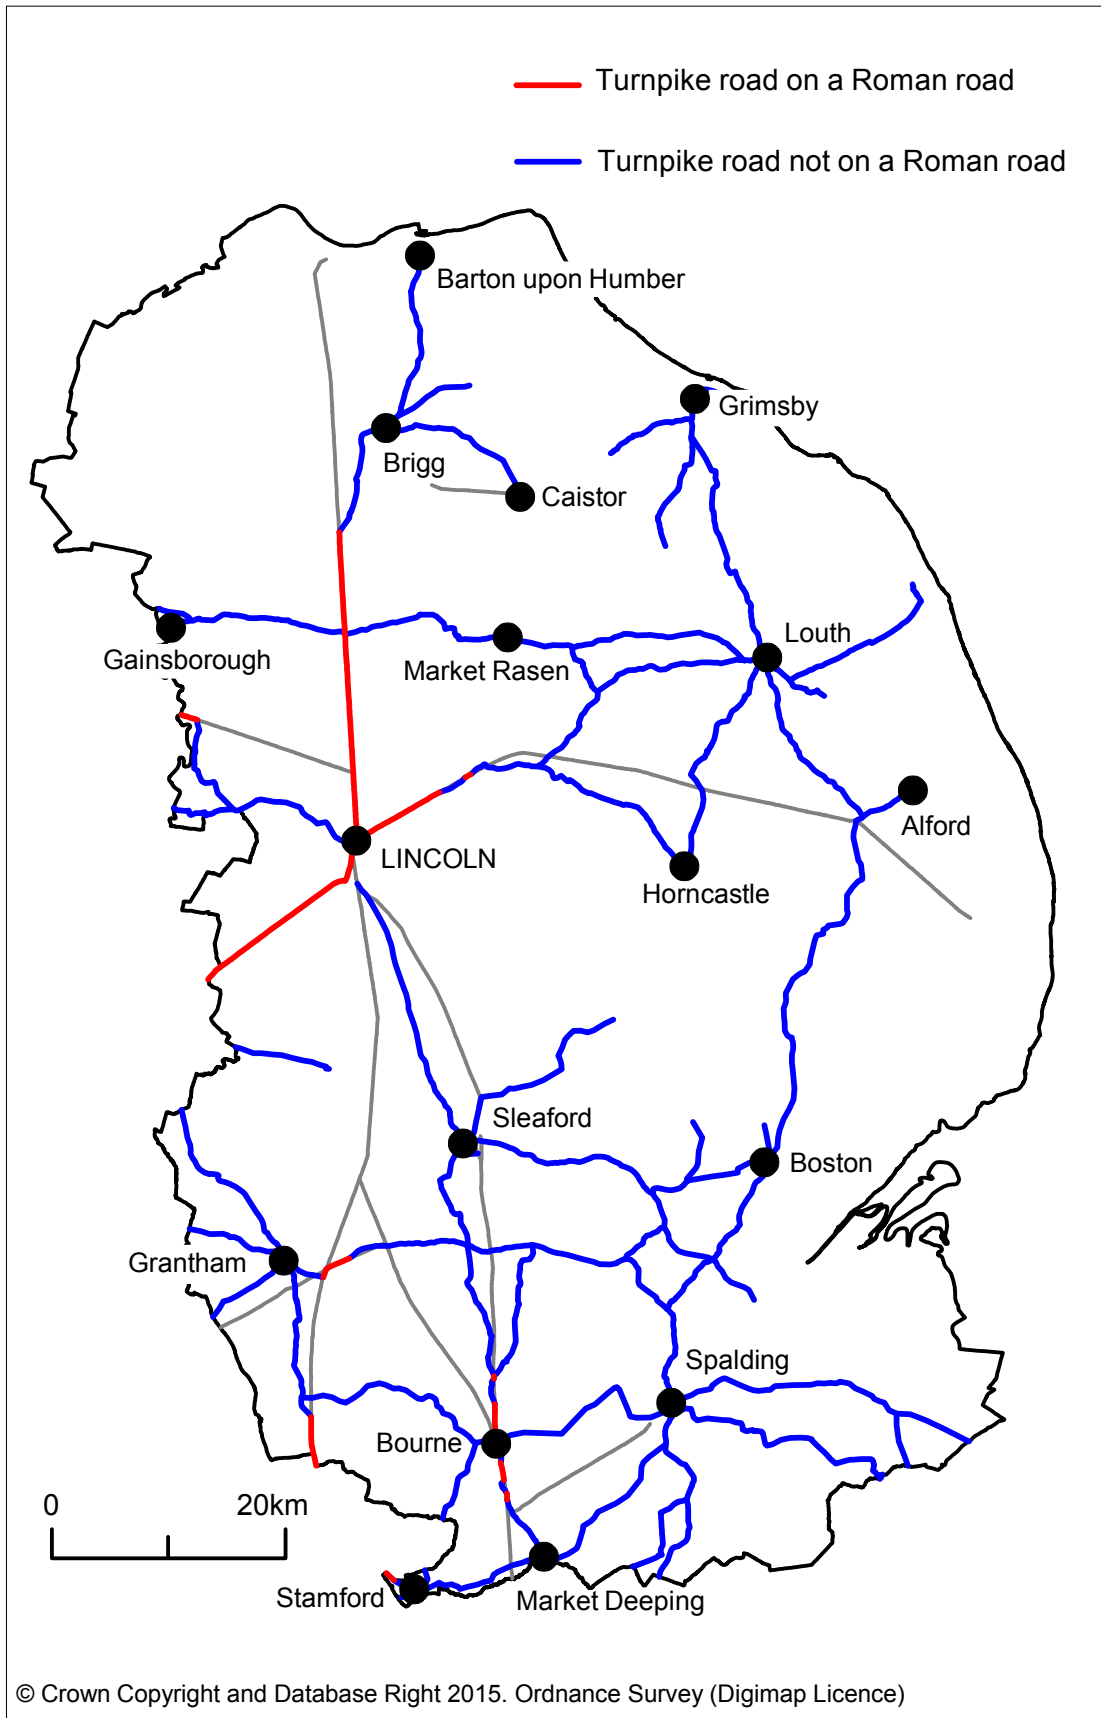 Turnpike road on a Roman road
Turnpike road not on a Roman road
Barton upon Humber
Grimsby
Brigg
Caistor
Louth
Gainsborough
Market Rasen
Alford
LINCOLN
Horncastle
Sleaford
Boston
Grantham
Spalding
Bourne
0 20km
Stamford
Market Deeping
© Crown Copyright and Database Right 2015. Ordnance Survey (Digimap Licence)